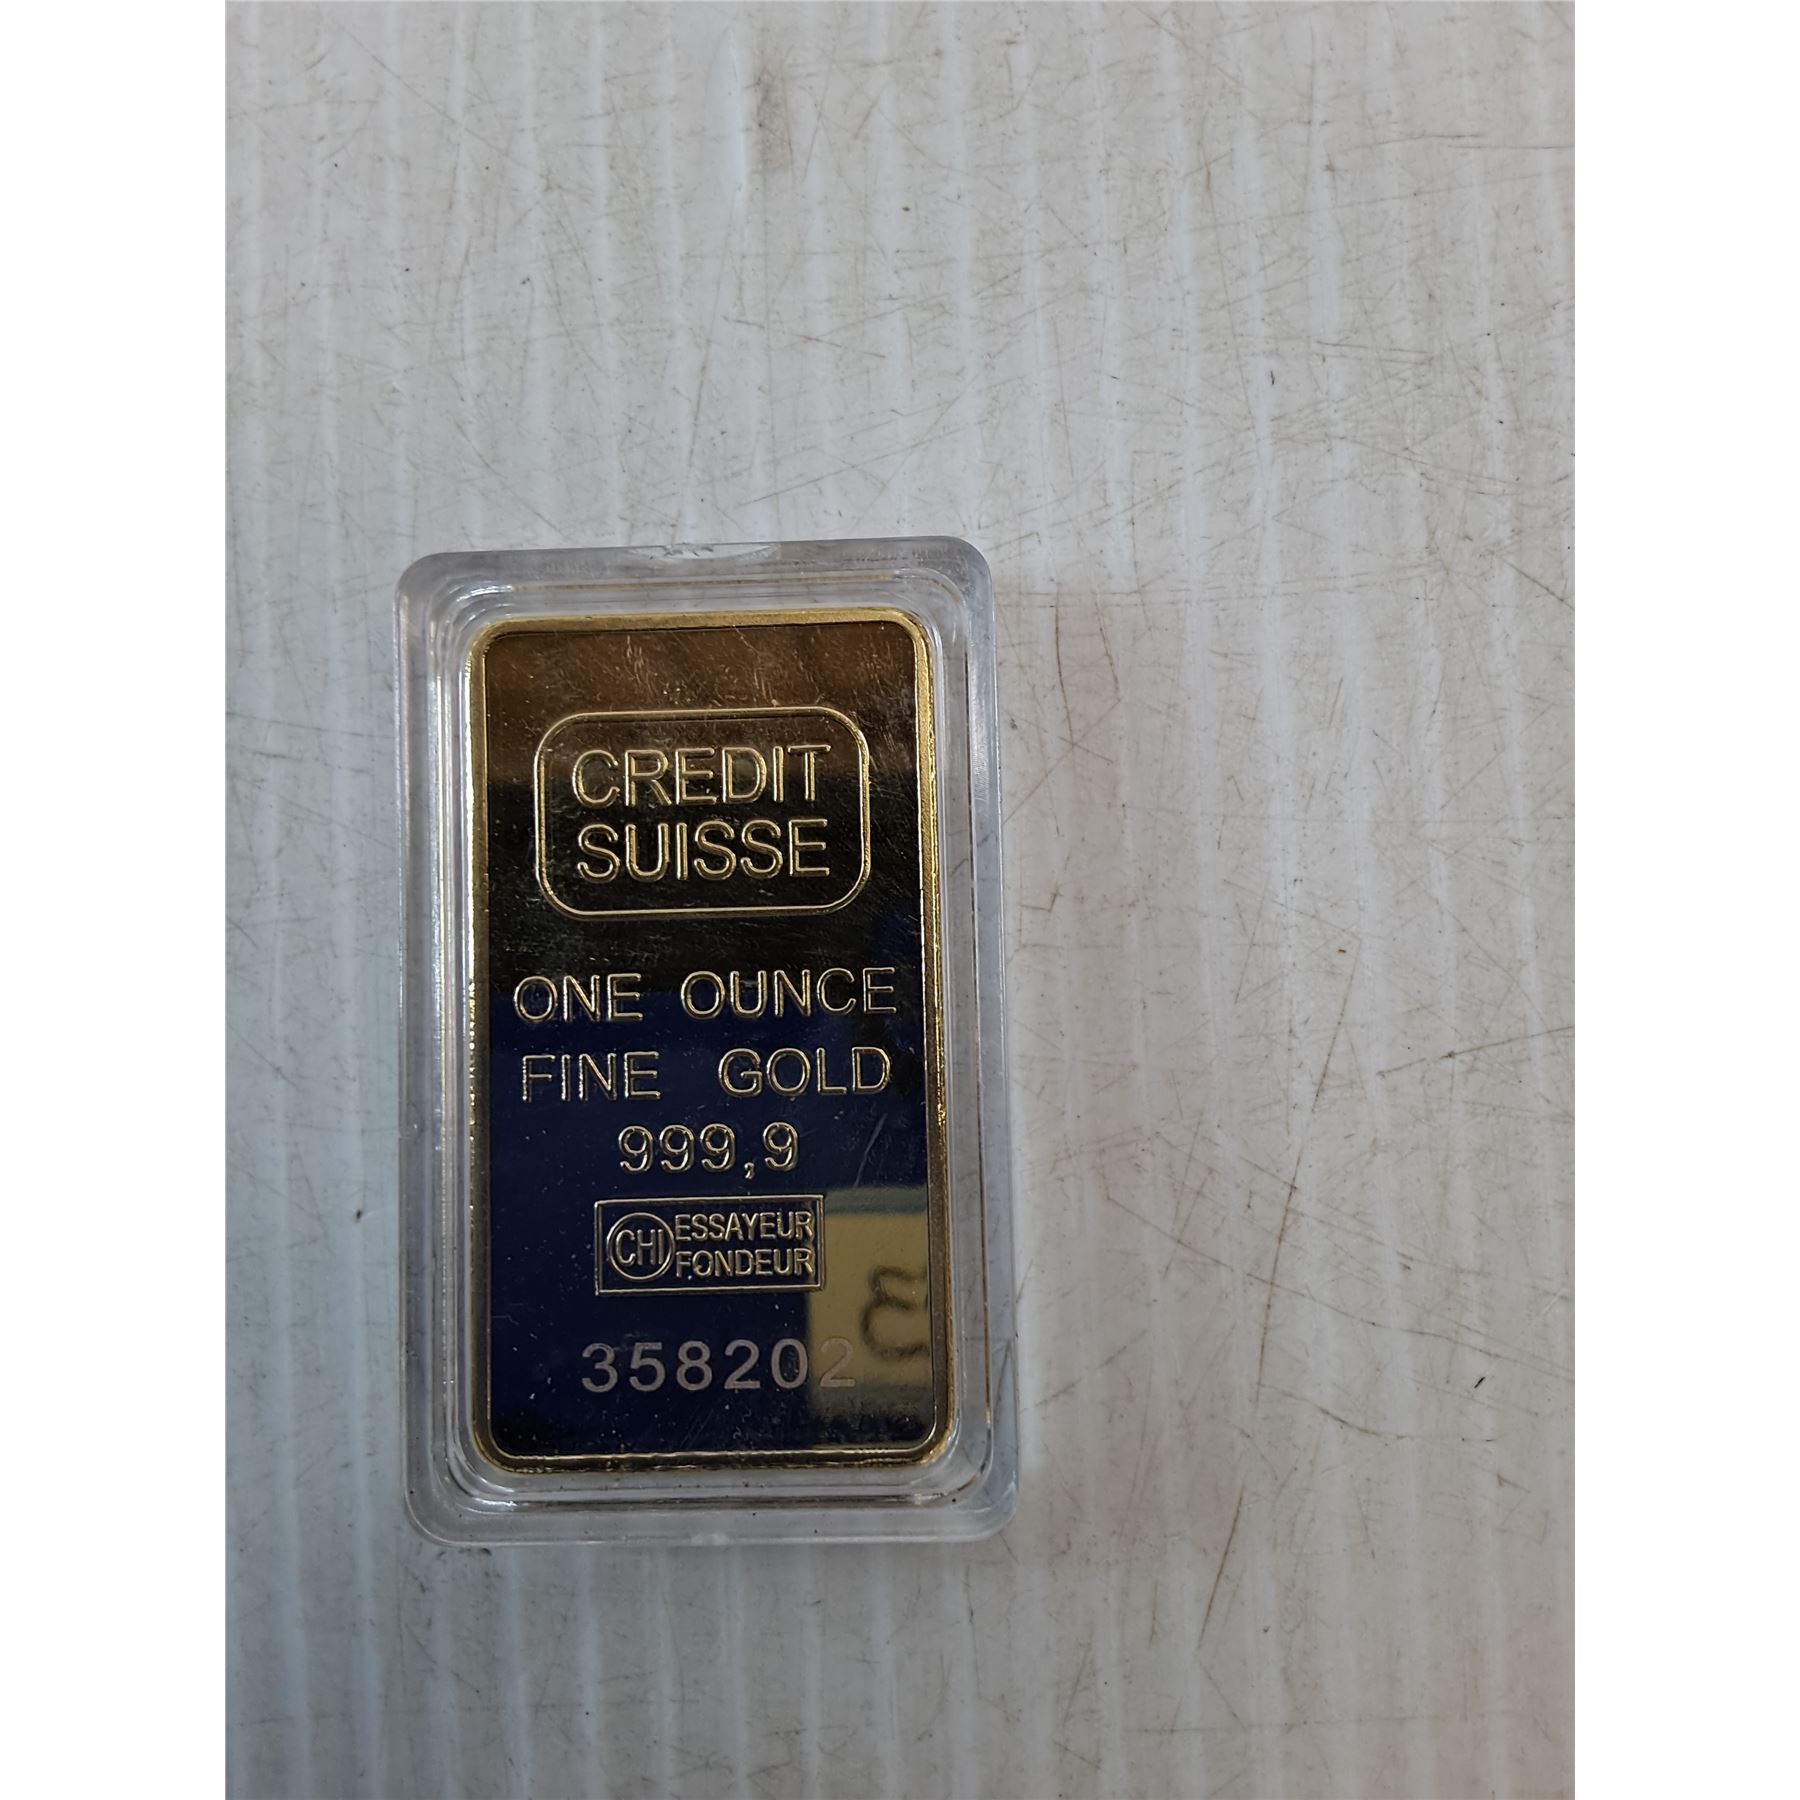 CREDIT
SUISSE
ONE OUNCE
FINE GOLD
999,9
CHI ESSAYEUR
FONDEUR
358202